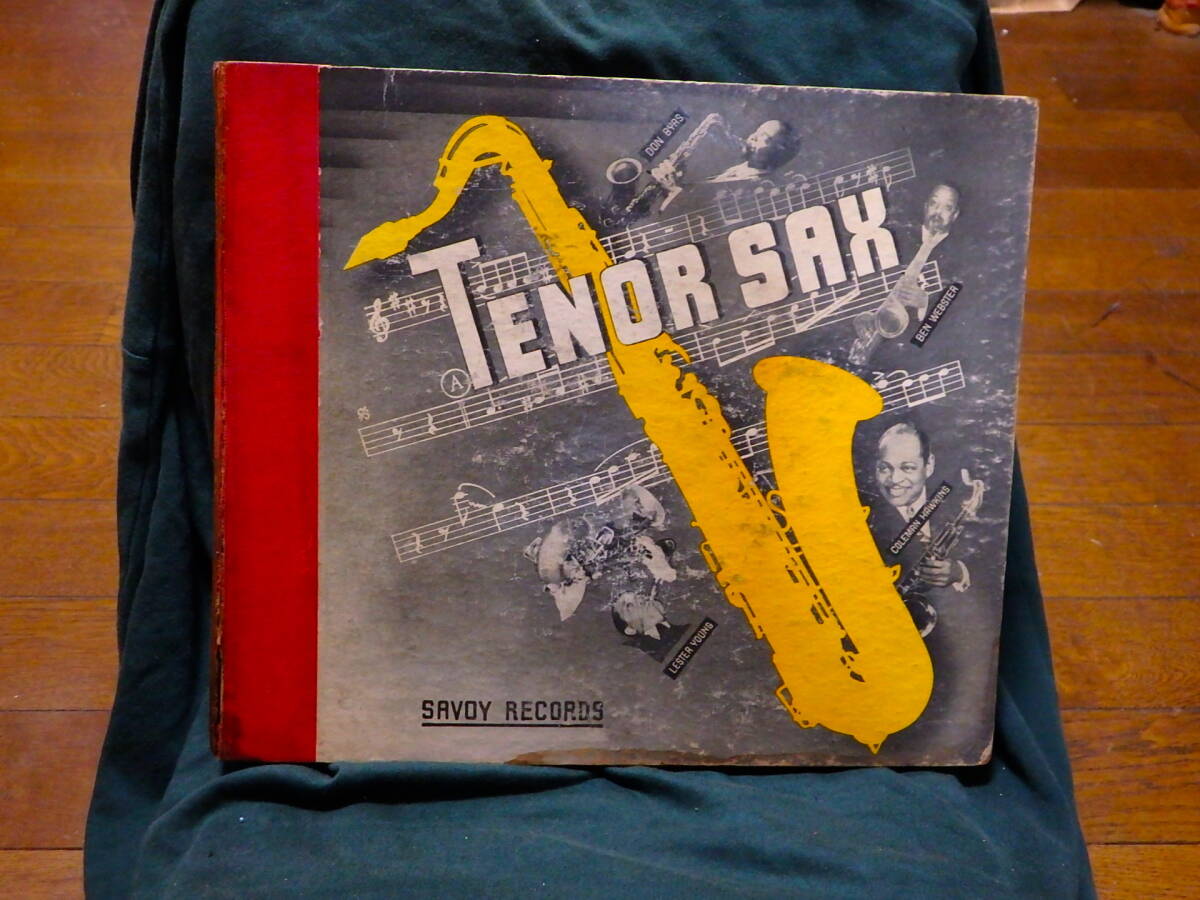 DON BYAS
TENOR SAX
BEN WEBSTER
A
COLEMAN HAWKINS
LESTER YOUNG
SAVOY RECORDS